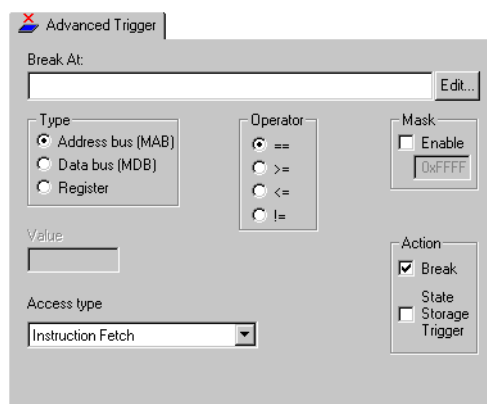 Advanced Trigger
Break At:
Edit...
Type
Address bus (MAB)
Data bus (MDB)
Register
Operator
==
>=
<=
!=
Mask
Enable
0xFFFF
Value
Action
Break
State
Storage
Trigger
Access type
Instruction Fetch